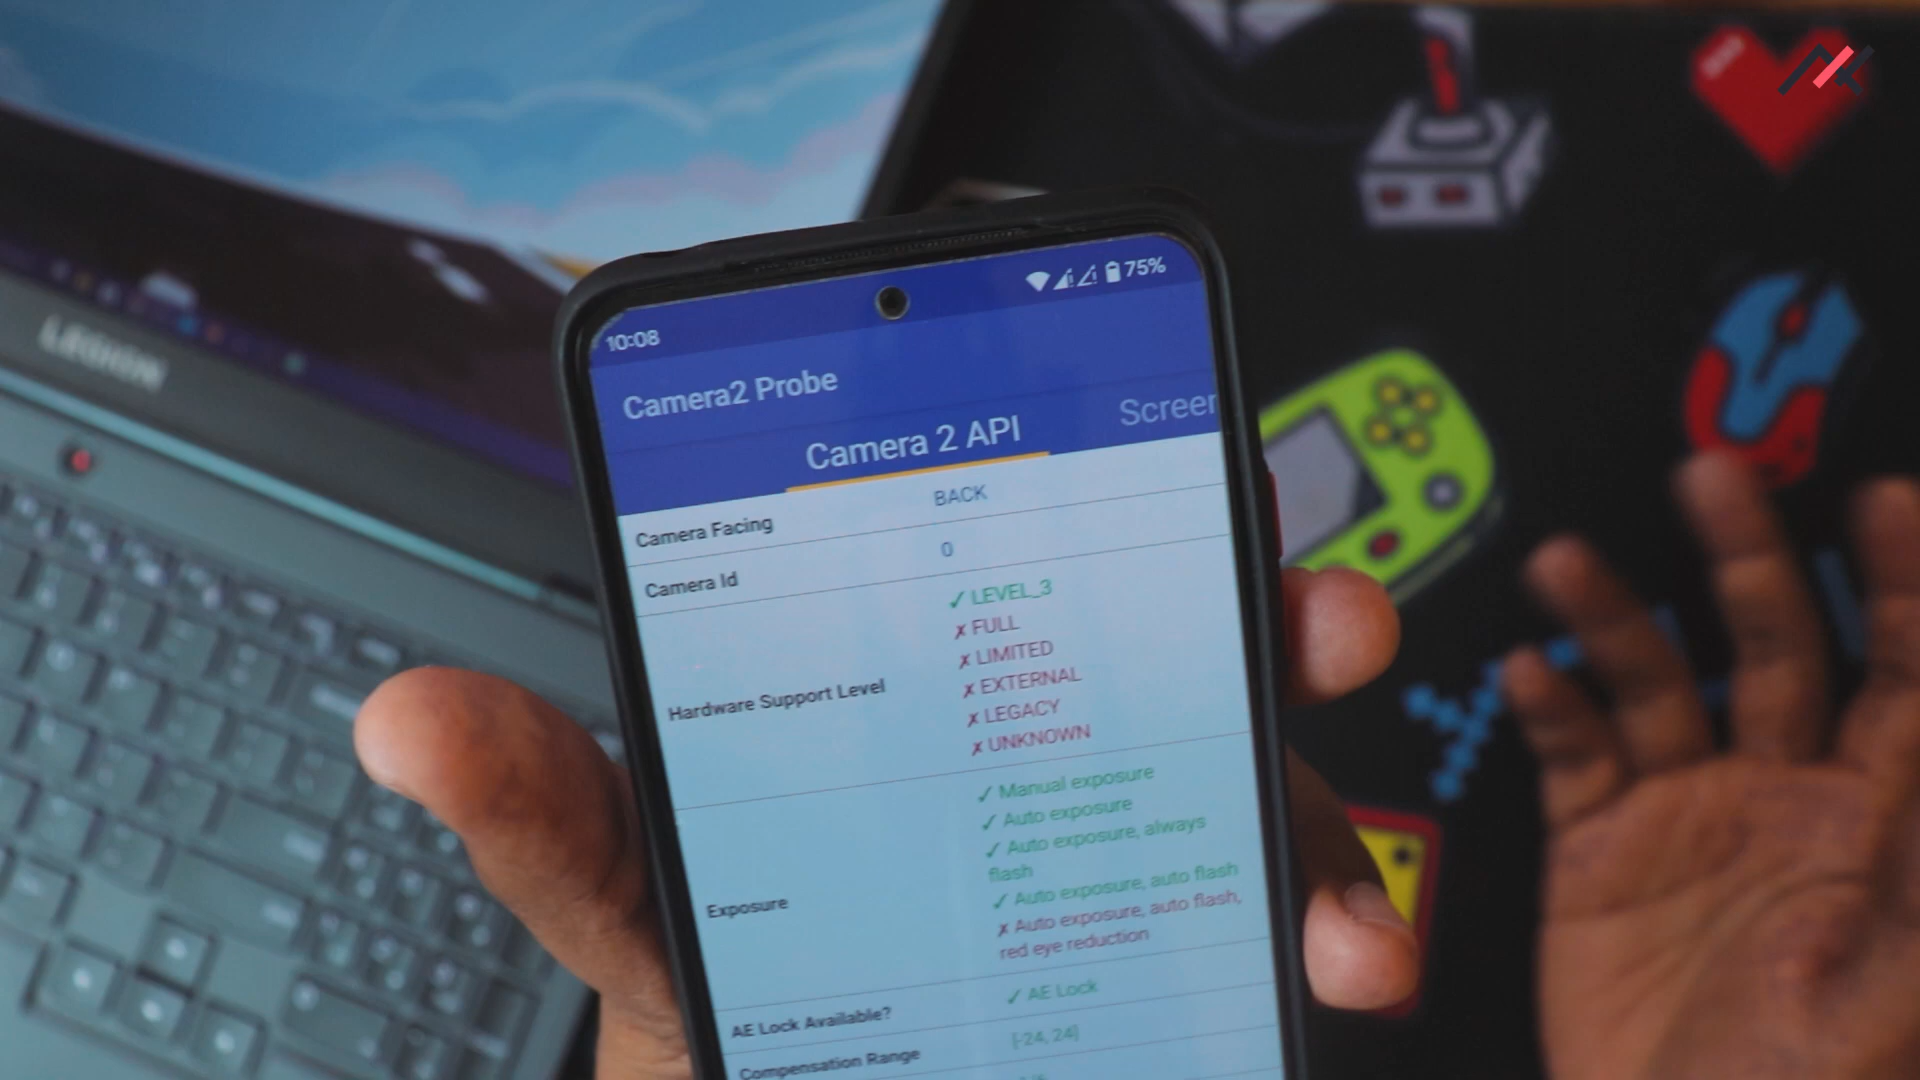 LEGION
10:08
75%
Camera2 Probe
Camera 2 API
Screen
Camera Facing
BACK
Camera Id
0
Hardware Support Level
✓ LEVEL_3
✗ FULL
✗ LIMITED
✗ EXTERNAL
✗ LEGACY
✗ UNKNOWN
Exposure
✓ Manual exposure
✓ Auto exposure
✓ Auto exposure, always
flash
✓ Auto exposure, auto flash
✗ Auto exposure, auto flash,
red eye reduction
AE Lock Available?
✓ AE Lock
Compensation Range
[-24, 24]